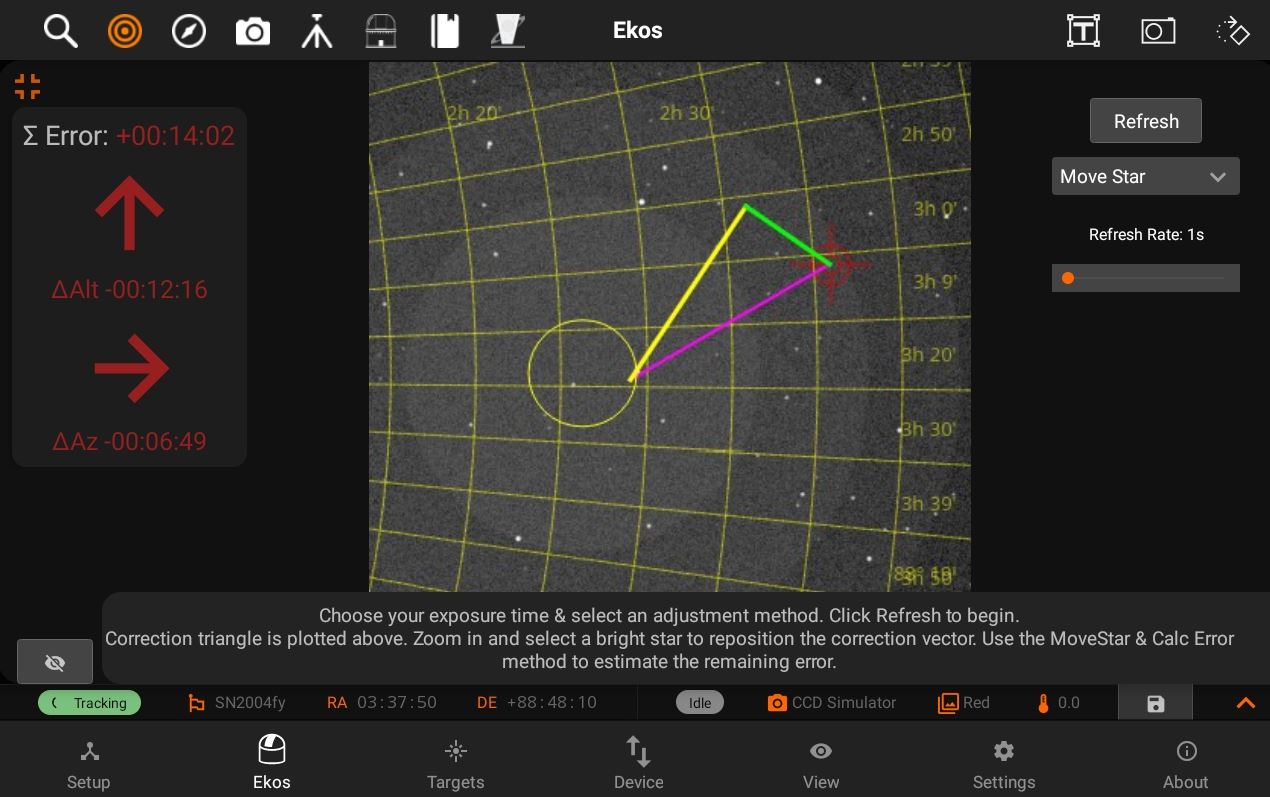 Ekos
Σ Error: +00:14:02
ΔAlt -00:12:16
ΔAz -00:06:49
2h 20'
2h 30'
2h 50'
3h 0'
3h 9'
3h 20'
3h 30'
3h 39'
Refresh
Move Star
Refresh Rate: 1s
Choose your exposure time & select an adjustment method. Click Refresh to begin.
Correction triangle is plotted above. Zoom in and select a bright star to reposition the correction vector. Use the MoveStar & Calc Error
method to estimate the remaining error.
Tracking SN2004fy RA 03:37:50 DE +88:48:10 Idle CCD Simulator Red 0.0
Setup Ekos Targets Device View Settings About